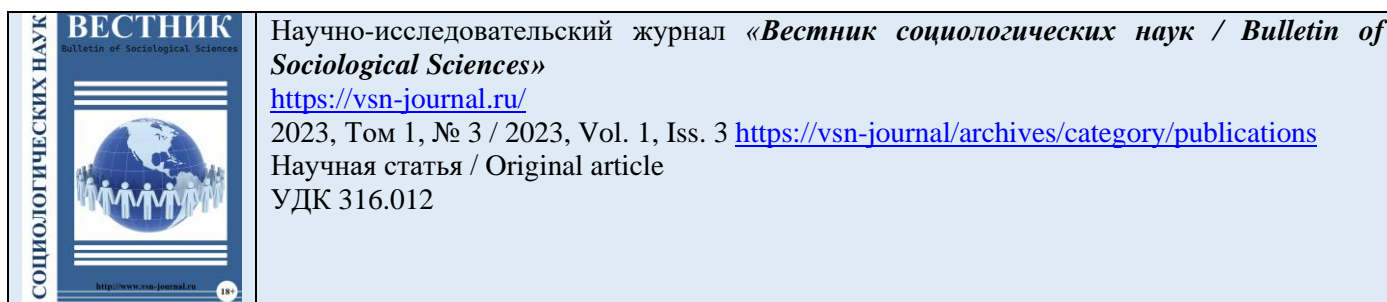 СОЦИОЛОГИЧЕСКИХ НАУК
ВЕСТНИК
Bulletin of Sociological Sciences
http://www.vsn-journal.ru
18+
Научно-исследовательский журнал «Вестник социологических наук / Bulletin of
Sociological Sciences»
https://vsn-journal.ru/
2023, Том 1, № 3 / 2023, Vol. 1, Iss. 3 https://vsn-journal/archives/category/publications
Научная статья / Original article
УДК 316.012